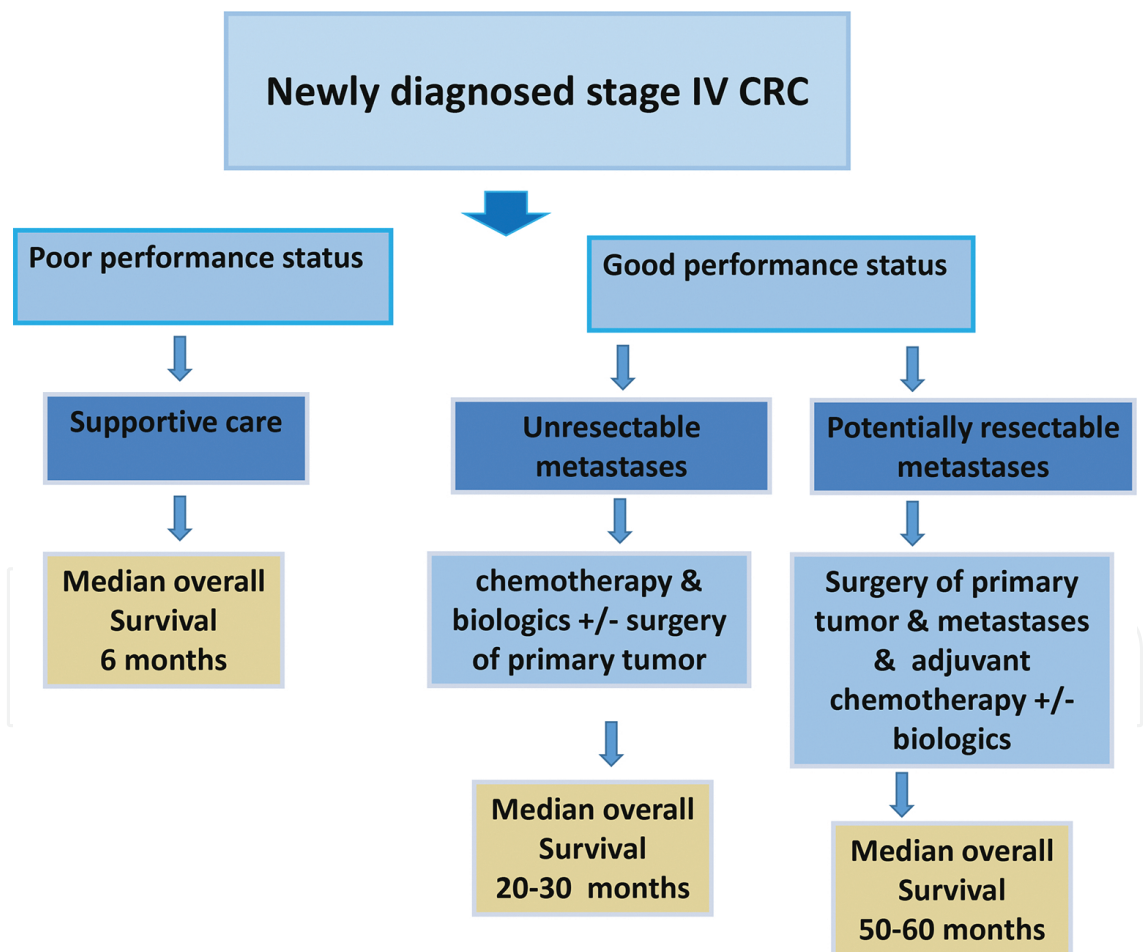 Newly diagnosed stage IV CRC
Poor performance status
Good performance status
Supportive care
Unresectable
metastases
Potentially resectable
metastases
Median overall
Survival
6 months
chemotherapy &
biologics +/- surgery
of primary tumor
Surgery of primary
tumor & metastases
& adjuvant
chemotherapy +/-
biologics
Median overall
Survival
20-30 months
Median overall
Survival
50-60 months